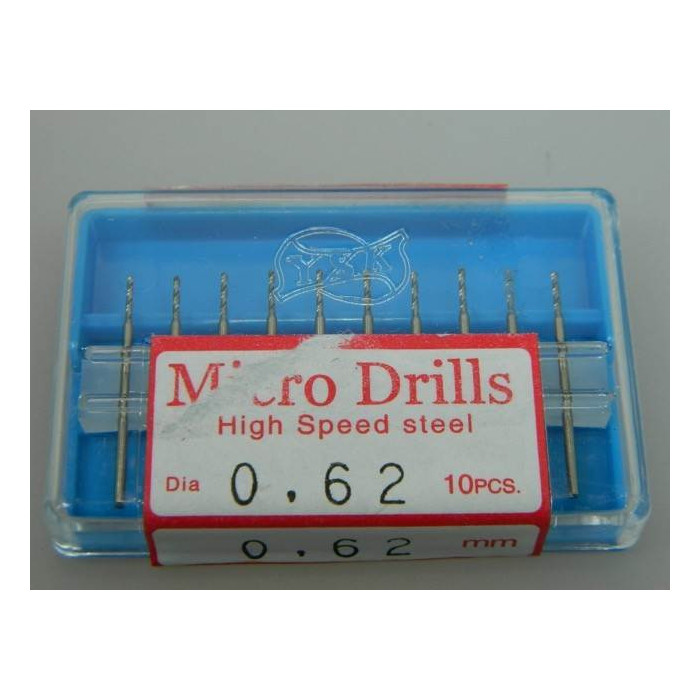 YSK
Micro Drills
High Speed steel
Dia 0.62 10PCS.
0.62 mm